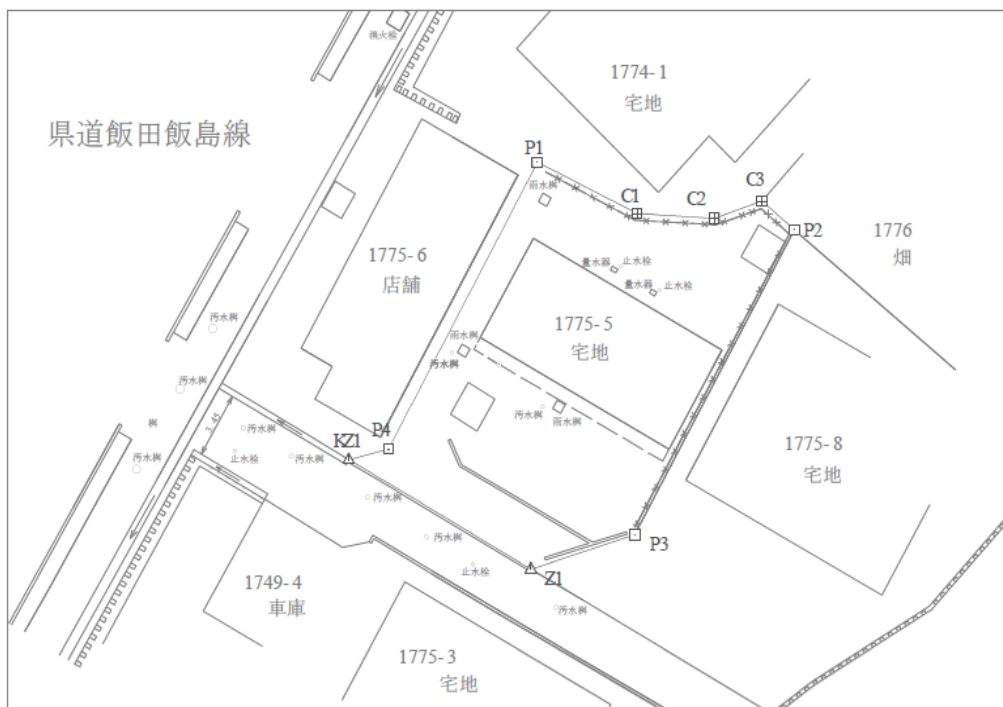 消火栓
1774-1
宅地
県道飯田飯島線
P1
雨水桝
C1
C2
C3
P2
1776
畑
1775-6
店舗
量水器
止水栓
量水器
止水栓
汚水桝
雨水桝
汚水桝
1775-5
宅地
汚水桝
汚水桝
雨水桝
桝
3.45
汚水桝
KZ1
P4
1775-8
宅地
汚水桝
止水栓
汚水桝
汚水桝
汚水桝
P3
止水栓
Z1
1749-4
車庫
汚水桝
1775-3
宅地